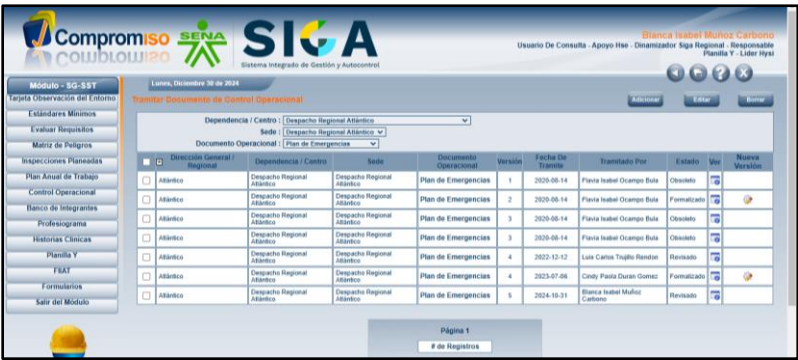 Compromiso
SENA
SIGA
Sistema Integrado de Gestión y Autocontrol
Bianca Isabel Muñoz Carbono
Usuario De Consulta - Apoyo Hse - Dinamizador Siga Regional - Responsable
Planilla Y - Lider Hysi
Módulo - SG-SST
Tarjeta Observación del Entorno
Estándares Mínimos
Evaluar Requisitos
Matriz de Peligros
Inspecciones Planeadas
Plan Anual de Trabajo
Control Operacional
Banco de Integrantes
Profesiograma
Historias Clínicas
Planilla Y
FBAT
Formularios
Salir del Módulo
Lunes, Diciembre 30 de 2024
Tramitar Documento de Control Operacional
Adicionar Editar Borrar
Dependencia / Centro : Despacho Regional Atlántico
Sede : Despacho Regional Atlántico
Documento Operacional : Plan de Emergencias
Dirección General / Regional Dependencia / Centro Sede Documento Operacional Versión Fecha De Tramite Tramitado Por Estado Ver Nueva Versión
Atlántico Despacho Regional Atlántico Despacho Regional Atlántico Plan de Emergencias 1 2020-08-14 Flavia Isabel Ocampo Bula Obsoleto
Atlántico Despacho Regional Atlántico Despacho Regional Atlántico Plan de Emergencias 2 2020-08-14 Flavia Isabel Ocampo Bula Formalizado
Atlántico Despacho Regional Atlántico Despacho Regional Atlántico Plan de Emergencias 3 2020-08-14 Flavia Isabel Ocampo Bula Obsoleto
Atlántico Despacho Regional Atlántico Despacho Regional Atlántico Plan de Emergencias 3 2020-08-14 Flavia Isabel Ocampo Bula Obsoleto
Atlántico Despacho Regional Atlántico Despacho Regional Atlántico Plan de Emergencias 4 2022-12-12 Luis Carlos Trujillo Rendon Revisado
Atlántico Despacho Regional Atlántico Despacho Regional Atlántico Plan de Emergencias 4 2023-07-06 Cindy Paola Duran Gomez Formalizado
Atlántico Despacho Regional Atlántico Despacho Regional Atlántico Plan de Emergencias 5 2024-10-31 Bianca Isabel Muñoz Carbono Revisado
Página 1
# de Registros